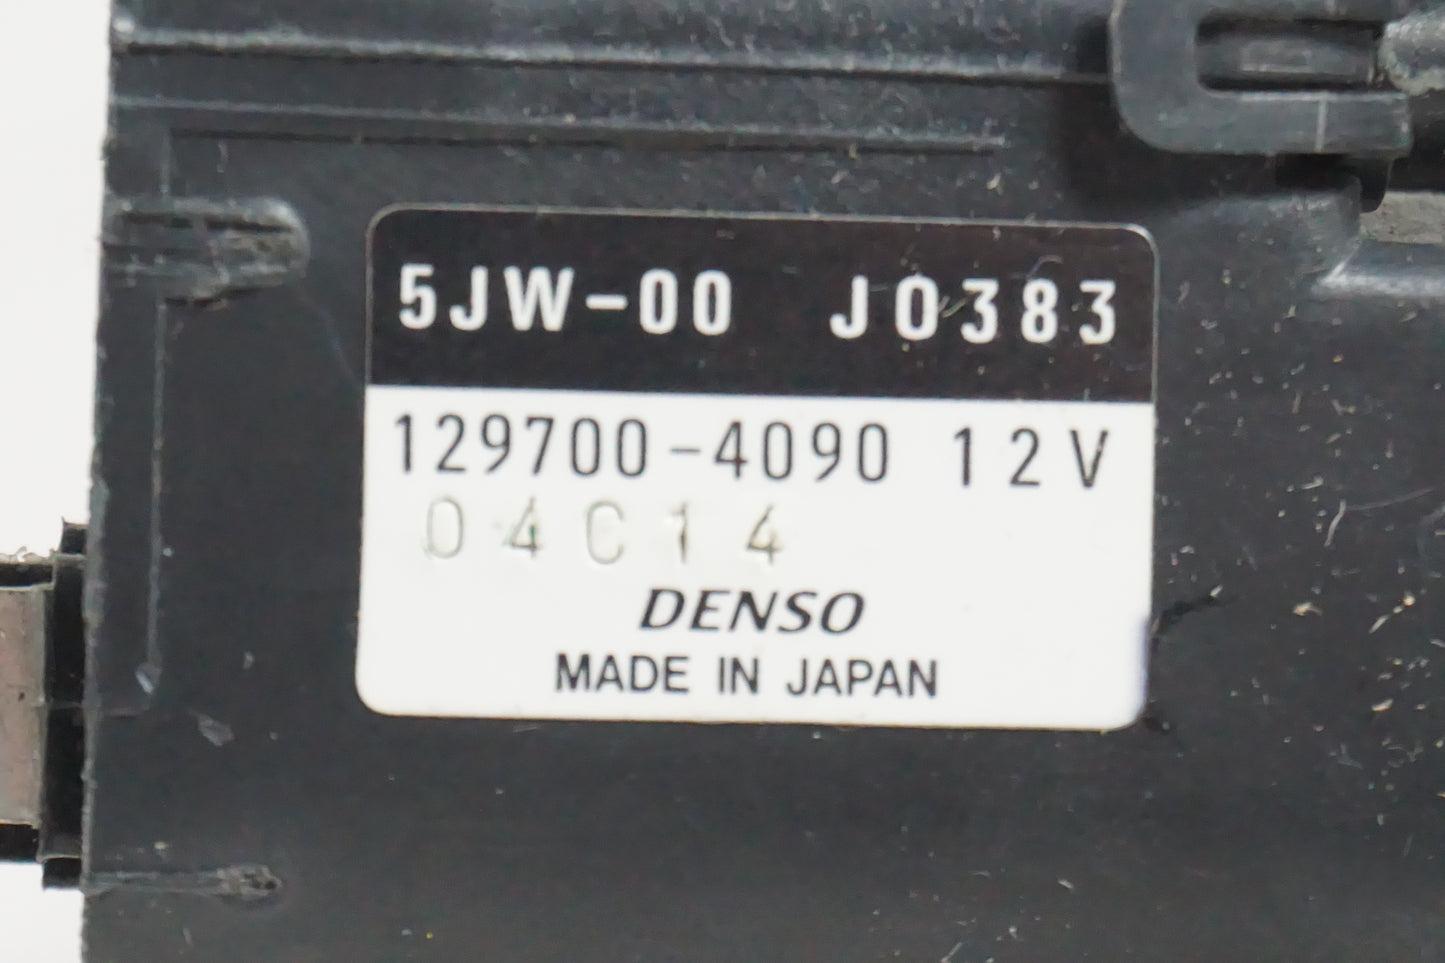 5JW-00 J0383
129700-4090 12V
04C14
DENSO
MADE IN JAPAN